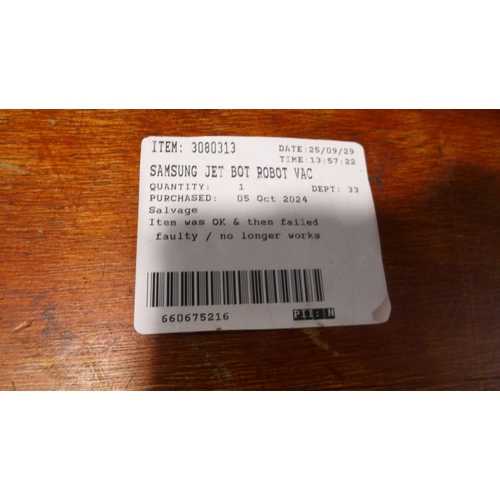 ITEM: 3080313 DATE: 25/09/29
TIME: 13:57:22
SAMSUNG JET BOT ROBOT VAC
QUANTITY: 1 DEPT: 33
PURCHASED: 05 Oct 2024
Salvage
Item was OK & then failed
faulty / no longer works
660675216 PII: N